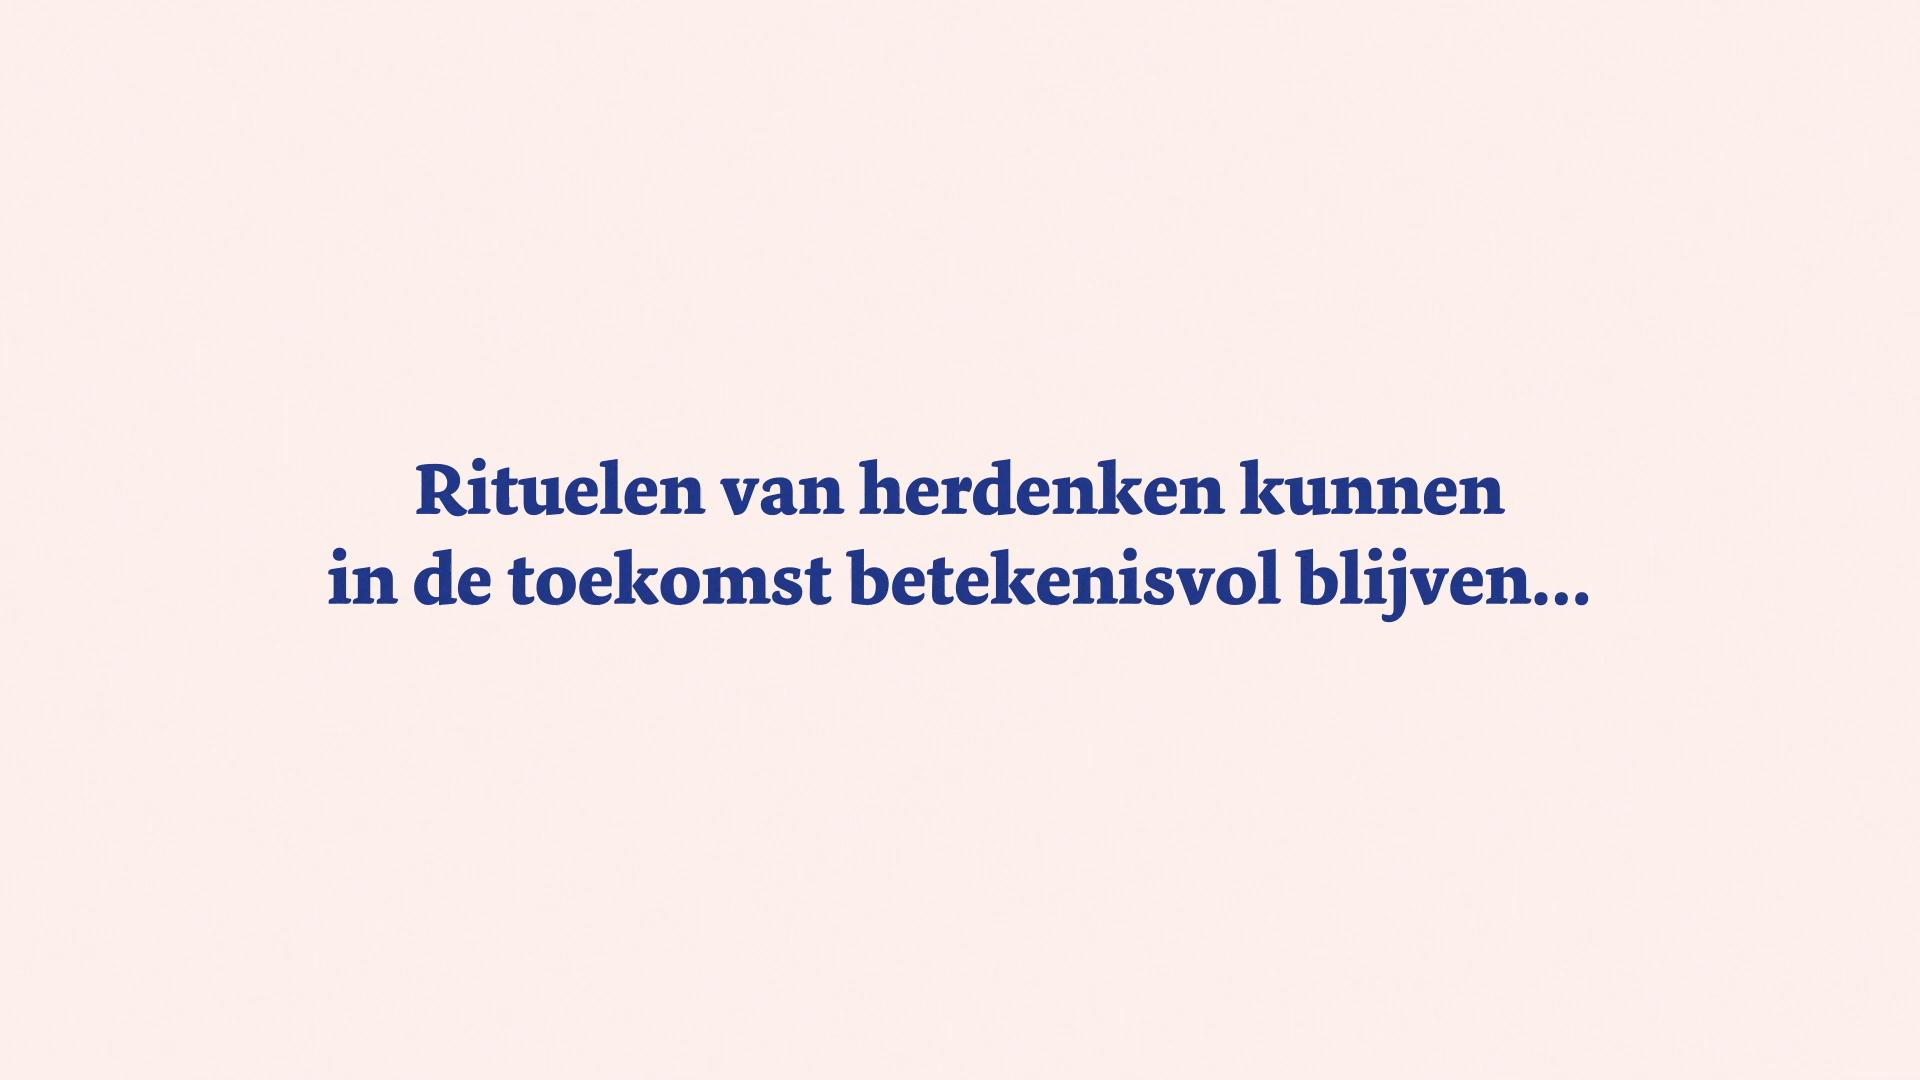 Rituelen van herdenken kunnen
in de toekomst betekenisvol blijven...